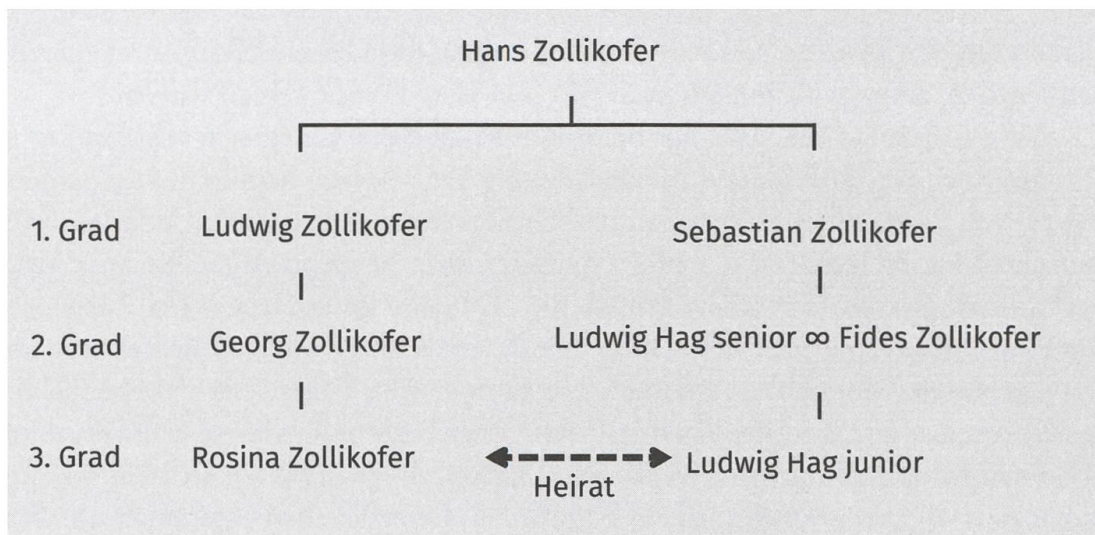 Hans Zollikofer
1. Grad Ludwig Zollikofer Sebastian Zollikofer
2. Grad Georg Zollikofer Ludwig Hag senior ∞ Fides Zollikofer
3. Grad Rosina Zollikofer Ludwig Hag junior
Heirat